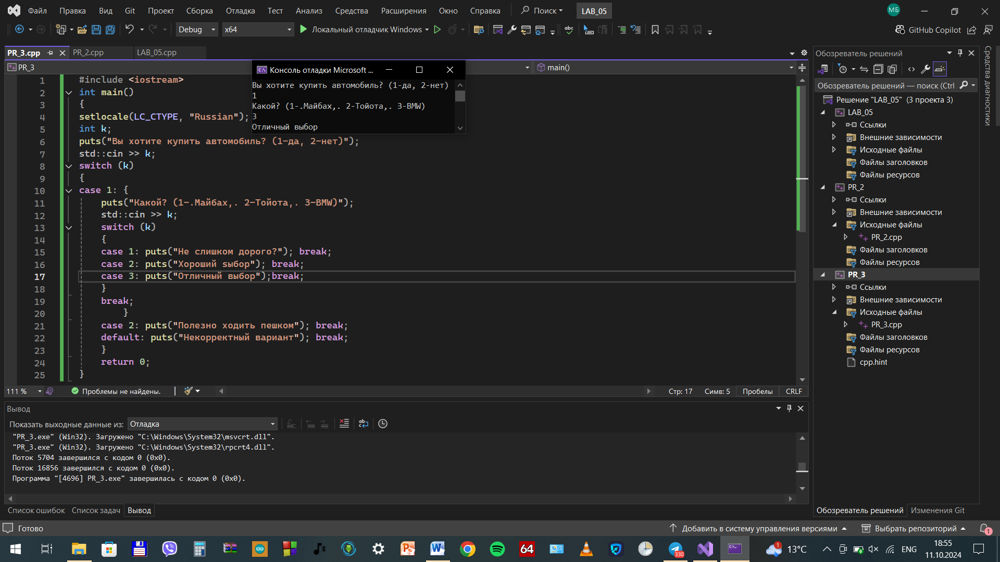 Файл Правка Вид Git Проект Сборка Отладка Тест Анализ Средства Расширения Окно Справка Поиск LAB_05 МБ
Debug x64 Локальный отладчик Windows GitHub Copilot
PR_3.cpp PR_2.cpp LAB_05.cpp
PR_3 main()
Консоль отладки Microsoft ...
Вы хотите купить автомобиль? (1-да, 2-нет)
1
Какой? (1-.Майбах,. 2-Тойота,. 3-BMW)
3
Отличный выбор
1 #include <iostream>
2 int main()
3 {
4 setlocale(LC_CTYPE, "Russian");
5 int k;
6 puts("Вы хотите купить автомобиль? (1-да, 2-нет)");
7 std::cin >> k;
8 switch (k)
9 {
10 case 1: {
11 puts("Какой? (1-.Майбах,. 2-Тойота,. 3-BMW)");
12 std::cin >> k;
13 switch (k)
14 {
15 case 1: puts("Не слишком дорого?"); break;
16 case 2: puts("Хороший sыбор"); break;
17 case 3: puts("Отличный выбор");break;
18 }
19 break;
20 }
21 case 2: puts("Полезно ходить пешком"); break;
22 default: puts("Некорректный вариант"); break;
23 }
24 return 0;
25 }
111 % Проблемы не найдены. Стр: 17 Симв: 5 Пробелы CRLF
Вывод
Показать выходные данные из: Отладка
"PR_3.exe" (Win32). Загружено "C:\Windows\System32\msvcrt.dll".
"PR_3.exe" (Win32). Загружено "C:\Windows\System32\rpcrt4.dll".
Поток 5704 завершился с кодом 0 (0x0).
Поток 16856 завершился с кодом 0 (0x0).
Программа "[4696] PR_3.exe" завершилась с кодом 0 (0x0).
Список ошибок Список задач Вывод
Обозреватель решений
Обозреватель решений — поиск (Ctrl
Решение "LAB_05" (3 проекта 3)
LAB_05
Ссылки
Внешние зависимости
Исходные файлы
Файлы заголовков
Файлы ресурсов
PR_2
Ссылки
Внешние зависимости
Исходные файлы
PR_2.cpp
Файлы заголовков
Файлы ресурсов
PR_3
Ссылки
Внешние зависимости
Исходные файлы
PR_3.cpp
Файлы заголовков
Файлы ресурсов
cpp.hint
Обозреватель решений Изменения Git
Средства диагностики
Готово Добавить в систему управления версиями Выбрать репозиторий 1
64 330 1 13°C ENG 18:55
11.10.2024